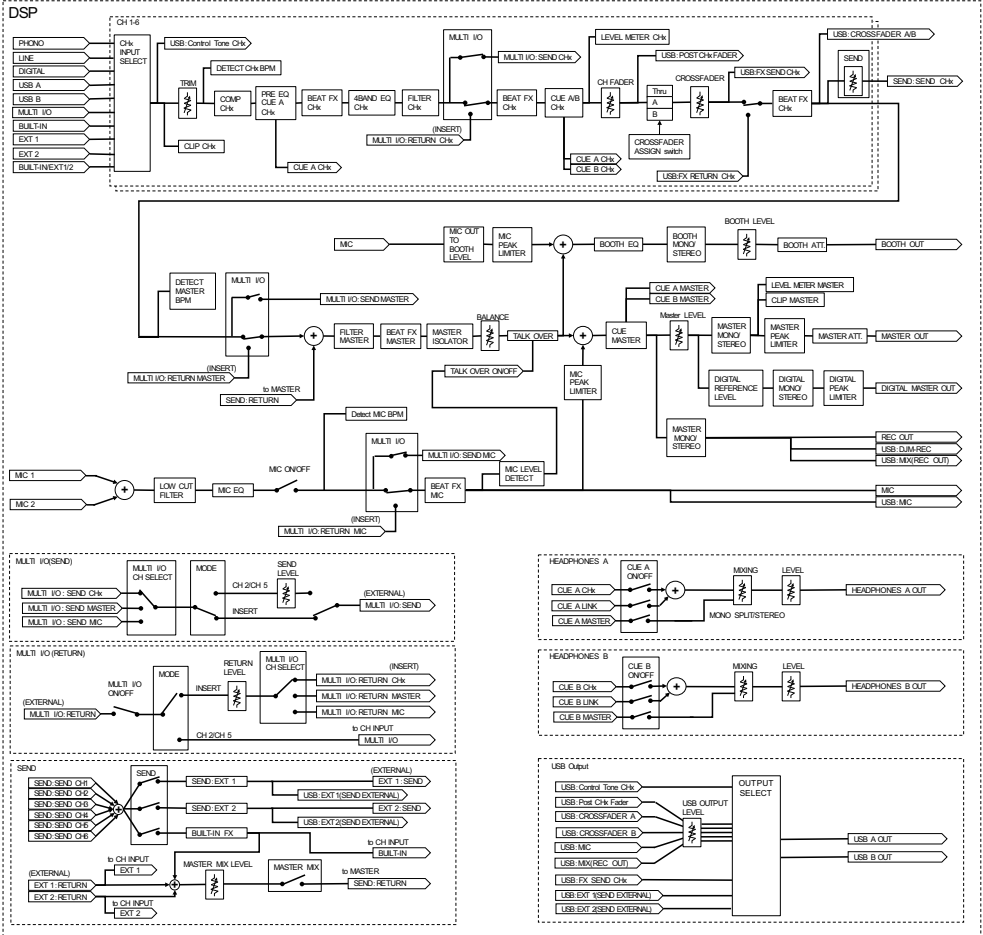 DSP
CH 1-6
PHONO
LINE
DIGITAL
USB A
USB B
MULTI I/O
BUILT-IN
EXT 1
EXT 2
BUILT-IN/EXT1/2
CHx
INPUT
SELECT
USB: Control Tone CHx
DETECT CHx BPM
TRIM
CLIP CHx
COMP
CHx
PRE EQ
CUE A
CHx
CUE A CHx
BEAT FX
CHx
4BAND EQ
CHx
FILTER
CHx
MULTI I/O
MULTI I/O: SEND CHx
(INSERT)
MULTI I/O: RETURN CHx
BEAT FX
CHx
CUE A/B
CHx
LEVEL METER CHx
CUE A CHx
CUE B CHx
CH FADER
USB: POST CHx FADER
Thru
A
B
CROSSFADER
ASSIGN switch
CROSSFADER
USB:FX SEND CHx
USB:FX RETURN CHx
BEAT FX
CHx
USB: CROSSFADER A/B
SEND
SEND: SEND CHx
MIC
MIC OUT
TO
BOOTH
LEVEL
MIC
PEAK
LIMITER
BOOTH EQ
BOOTH
MONO/
STEREO
BOOTH LEVEL
BOOTH ATT.
BOOTH OUT
DETECT
MASTER
BPM
MULTI I/O
MULTI I/O: SEND MASTER
(INSERT)
MULTI I/O: RETURN MASTER
to MASTER
SEND: RETURN
FILTER
MASTER
BEAT FX
MASTER
MASTER
ISOLATOR
BALANCE
TALK OVER
TALK OVER ON/OFF
MIC
PEAK
LIMITER
CUE
MASTER
CUE A MASTER
CUE B MASTER
Master LEVEL
MASTER
MONO/
STEREO
LEVEL METER MASTER
CLIP MASTER
MASTER
PEAK
LIMITER
MASTER ATT.
MASTER OUT
DIGITAL
REFERENCE
LEVEL
DIGITAL
MONO/
STEREO
DIGITAL
PEAK
LIMITER
DIGITAL MASTER OUT
MASTER
MONO/
STEREO
REC OUT
USB: DJM-REC
USB: MIX(REC OUT)
MIC 1
MIC 2
LOW CUT
FILTER
MIC EQ
MIC ON/OFF
Detect MIC BPM
MULTI I/O
MULTI I/O: SEND MIC
(INSERT)
MULTI I/O: RETURN MIC
BEAT FX
MIC
MIC LEVEL
DETECT
MIC
USB: MIC
MULTI I/O(SEND)
MULTI I/O
CH SELECT
MULTI I/O : SEND CHx
MULTI I/O : SEND MASTER
MULTI I/O : SEND MIC
MODE
CH 2/CH 5
INSERT
SEND
LEVEL
(EXTERNAL)
MULTI I/O:SEND
MULTI I/O (RETURN)
(EXTERNAL)
MULTI I/O: RETURN
MULTI I/O
ON/OFF
MODE
INSERT
CH 2/CH 5
RETURN
LEVEL
MULTI I/O
CH SELECT
(INSERT)
MULTI I/O: RETURN CHx
MULTI I/O: RETURN MASTER
MULTI I/O: RETURN MIC
to CH INPUT
MULTI I/O
SEND
SEND:SEND CH1
SEND:SEND CH2
SEND:SEND CH3
SEND:SEND CH4
SEND:SEND CH5
SEND:SEND CH6
SEND
SEND: EXT 1
SEND: EXT 2
BUILT-IN FX
(EXTERNAL)
EXT 1: SEND
USB: EXT1(SEND EXTERNAL)
EXT 2: SEND
USB: EXT2(SEND EXTERNAL)
to CH INPUT
BUILT-IN
to CH INPUT
EXT 1
(EXTERNAL)
EXT 1: RETURN
EXT 2: RETURN
to CH INPUT
EXT 2
MASTER MIX LEVEL
MASTER MIX
to MASTER
SEND: RETURN
HEADPHONES A
CUE A
ON/OFF
CUE A CHx
CUE A LINK
CUE A MASTER
MIXING
LEVEL
MONO SPLIT/STEREO
HEADPHONES A OUT
HEADPHONES B
CUE B
ON/OFF
CUE B CHx
CUE B LINK
CUE B MASTER
MIXING
LEVEL
HEADPHONES B OUT
USB Output
USB: Control Tone CHx
USB: Post CHx Fader
USB: CROSSFADER A
USB: CROSSFADER B
USB: MIC
USB: MIX(REC OUT)
USB: FX SEND CHx
USB: EXT 1(SEND EXTERNAL)
USB: EXT 2(SEND EXTERNAL)
USB OUTPUT
LEVEL
OUTPUT
SELECT
USB A OUT
USB B OUT